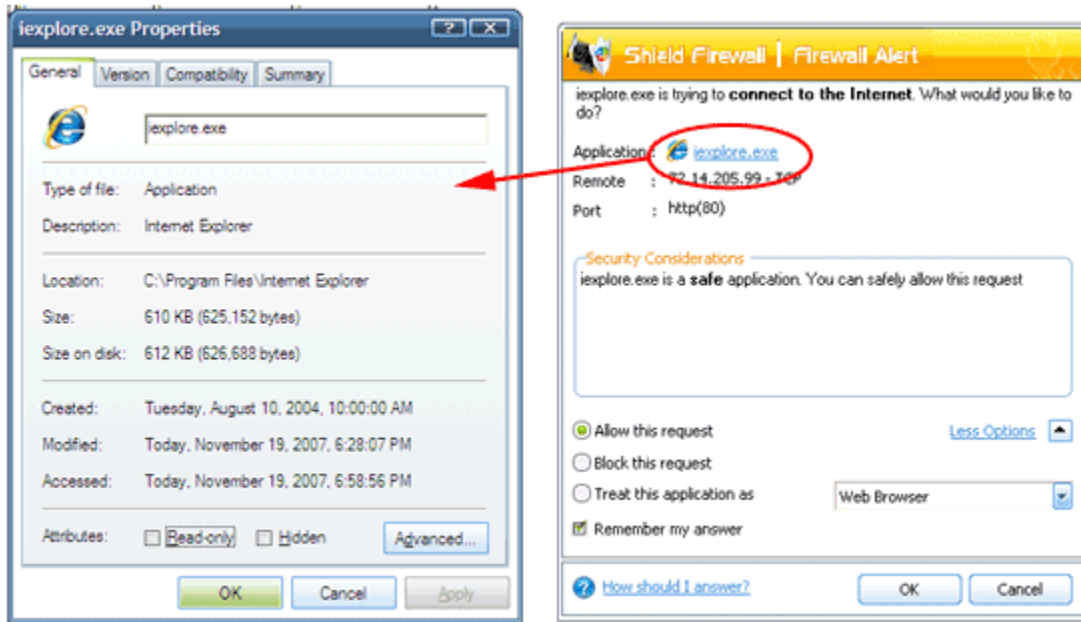 iexplore.exe Properties
General Version Compatibility Summary
iexplore.exe
Type of file: Application
Description: Internet Explorer
Location: C:\Program Files\Internet Explorer
Size: 610 KB (625,152 bytes)
Size on disk: 612 KB (626,688 bytes)
Created: Tuesday, August 10, 2004, 10:00:00 AM
Modified: Today, November 19, 2007, 6:28:07 PM
Accessed: Today, November 19, 2007, 6:58:56 PM
Attributes: Read-only Hidden Advanced...
OK Cancel Apply
Shield Firewall | Firewall Alert
iexplore.exe is trying to connect to the Internet. What would you like to
do?
Application : iexplore.exe
Remote : 72.14.205.99 - TCP
Port : http(80)
Security Considerations
iexplore.exe is a safe application. You can safely allow this request
Allow this request Less Options
Block this request
Treat this application as Web Browser
Remember my answer
How should I answer? OK Cancel